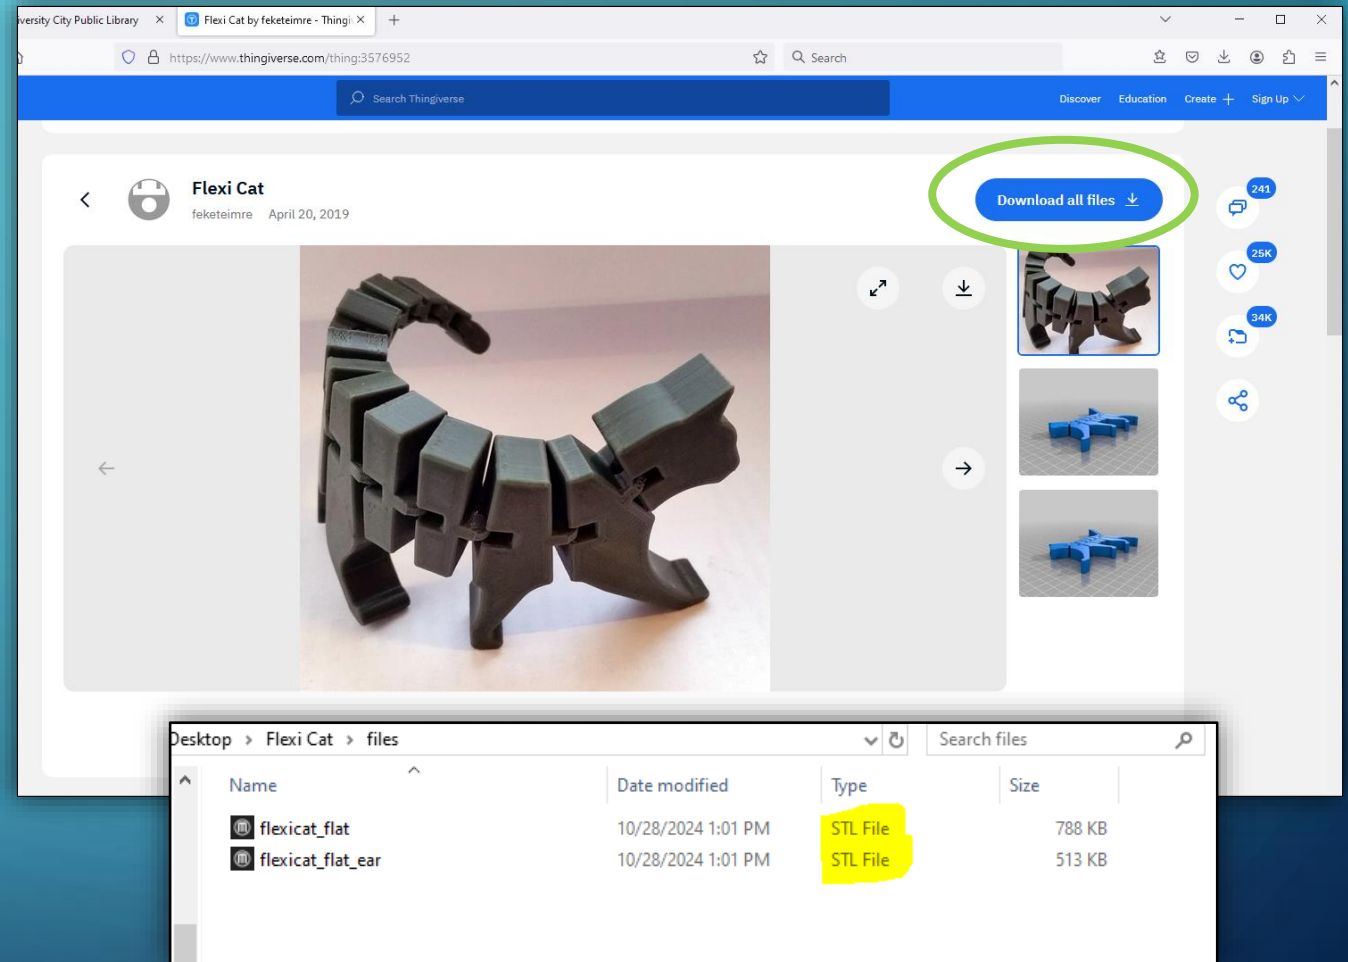 iversity City Public Library
Flexi Cat by feketeimre - Thingi
https://www.thingiverse.com/thing:3576952
Search
Search Thingiverse
Discover Education Create Sign Up
Flexi Cat
feketeimre April 20, 2019
Download all files
241
25K
34K
Desktop > Flexi Cat > files
Search files
Name Date modified Type Size
flexicat_flat 10/28/2024 1:01 PM STL File 788 KB
flexicat_flat_ear 10/28/2024 1:01 PM STL File 513 KB